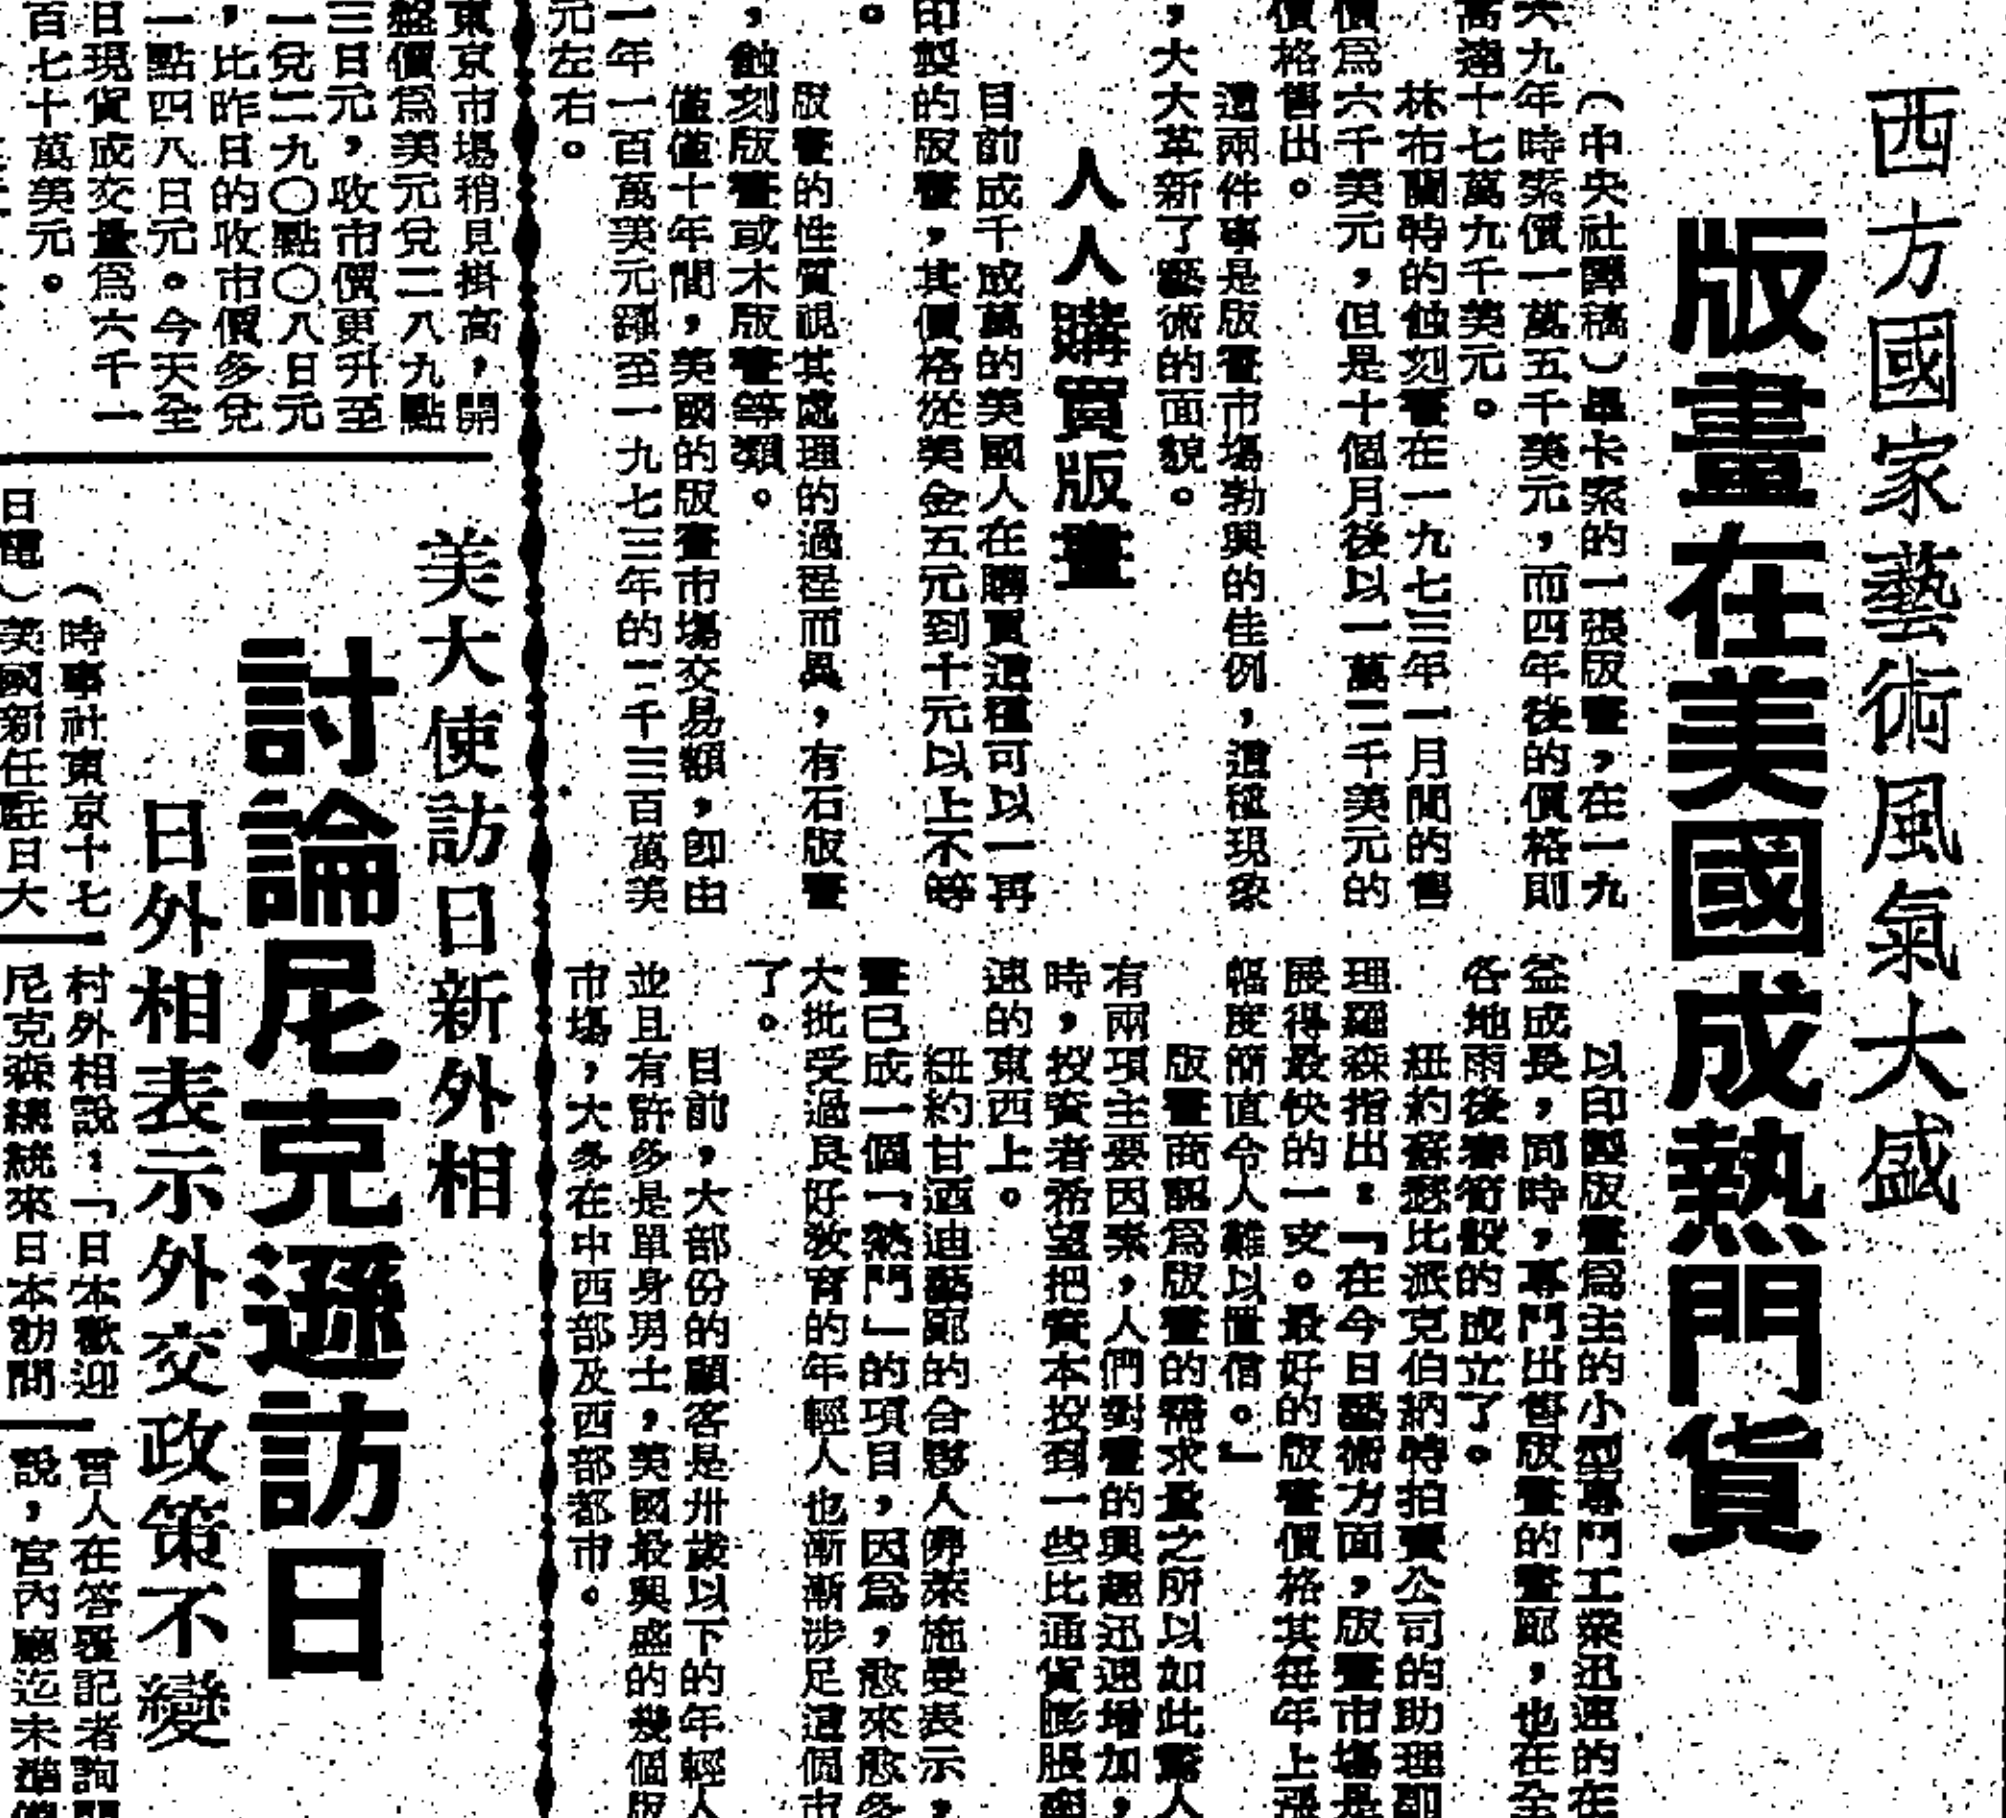 西方國家藝術風氣大盛
版畫在美國成熱門貨
（中央社譯稿）畢卡索的一張版畫，在一九
六九年時索價一萬五千美元，而四年後的價格則
高達十七萬九千美元。
林布蘭特的蝕刻畫在一九七三年一月間的售
價爲六千美元，但是十個月後以一萬二千美元的
價格售出。
這兩件事是版畫市場勃興的佳例，這種現象
，大大革新了藝術的面貌。
人人購買版畫
目前成千成萬的美國人在購買這種可以一再
印製的版畫，其價格從美金五元到十元以上不等
。
版畫的性質視其處理的過程而異，有石版畫
，蝕刻版畫或木版畫等類。
僅僅十年間，美國的版畫市場交易額，卽由
一年一百萬美元躍至一九七三年的二千三百萬美
元左右。
以印製版畫爲主的小型專門工業迅速的在
益成長，同時，專門出售版畫的畫廊，也在全
各地雨後春筍般的成立了。
紐約蘇瑟比派克伯納特拍賣公司的助理副
理羅森指出：「在今日藝術方面，版畫市場是
展得最快的一支。最好的版畫價格其每年上漲
幅度簡直令人難以置信。」
版畫商認爲版畫的需求量之所以如此驚人
有兩項主要因素，人們對畫的興趣迅速增加，
時，投資者希望把資本投到一些比通貨膨脹
速的東西上。
紐約甘迺迪藝廊的合夥人
畫已成一個「熱門」的項目，因爲，愈來愈多
大批受過良好敎育的年輕人也漸漸涉足這個市
了。
目前，大部份的顧客是卅歲以下的年輕人
並且有許多是單身男士，美國最興盛的幾個版
市場，大多在中西部及西部都市。
東京市場稍見掛高，開
盤價爲美元兌二八九點
三日元，收市價更升至
一兌二九〇點〇八日元
，比昨日的收市價多兌
一點四八日元。今天全
日現貨成交量爲六千一
百七十萬美元。
美大使訪日新外相
討論尼克遜訪日
日外相表示外交政策不變
（時事社東京十七
日電）美國新任駐日大
村外相說：「日本歡迎
尼克森總統來日本訪問
官人在答覆記者詢問
說，宮內廳迄未準備